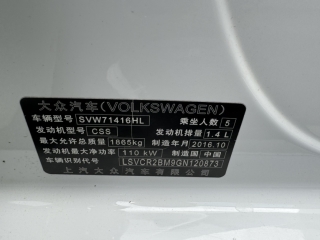 大众汽车(VOLKSWAGEN)
车辆型号 SVW71416HL 乘坐人数 5
发动机型号 CSS 发动机排量 1.4 L
最大允许总质量 1865 kg 制造年月 2016.10
发动机最大净功率 110 kW 制造国 中国
车辆识别代号 LSVCR2BM9GN120873
上汽大众汽车有限公司